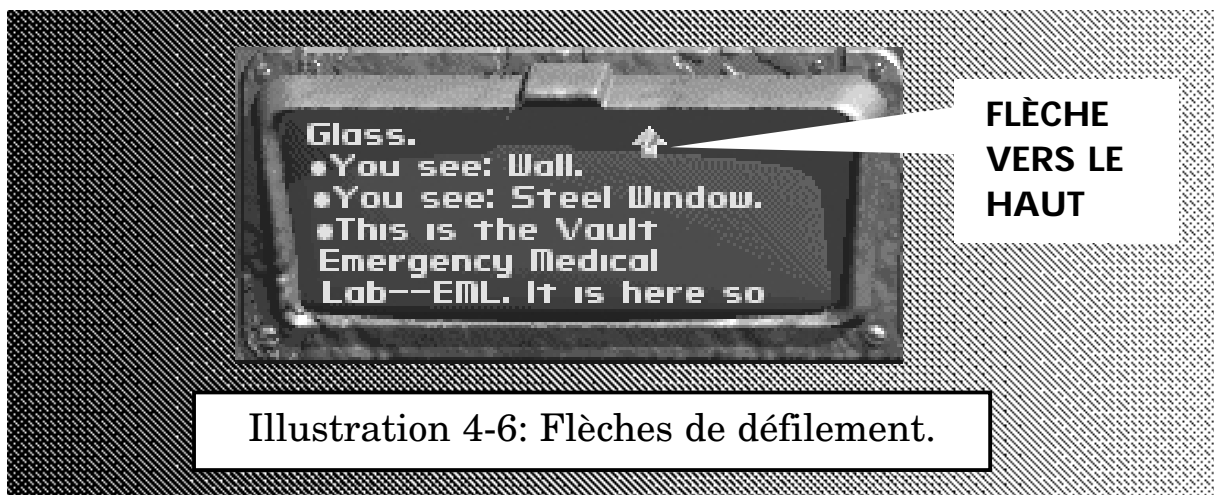 Glass.
•You see: Wall.
•You see: Steel Window.
•This is the Vault
Emergency Medical
Lab--EML. It is here so
FLÈCHE
VERS LE
HAUT
Illustration 4-6: Flèches de défilement.